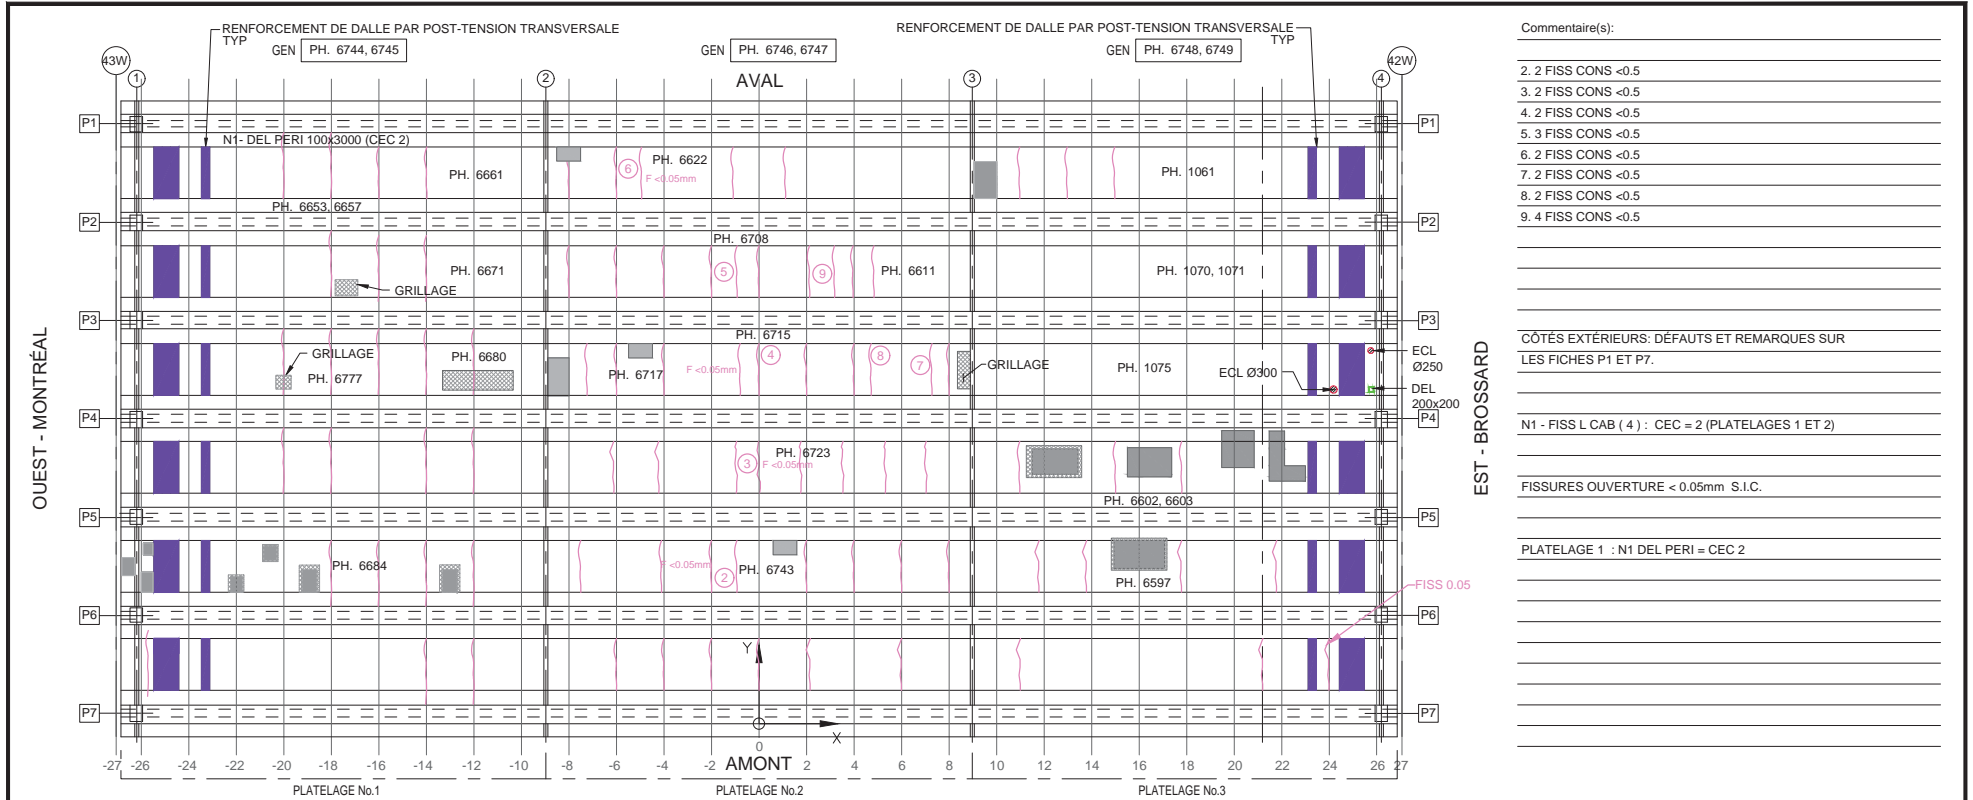 RENFORCEMENT DE DALLE PAR POST-TENSION TRANSVERSALE
TYP
RENFORCEMENT DE DALLE PAR POST-TENSION TRANSVERSALE
TYP
GEN PH. 6744, 6745
GEN PH. 6746, 6747
GEN PH. 6748, 6749
43W
1
2
3
4
42W
AVAL
P1
P1
N1- DEL PERI 100x3000 (CEC 2)
PH. 6661
6
PH. 6622
F <0.05mm
PH. 1061
PH. 6653, 6657
P2
P2
PH. 6708
PH. 6671
5
9
PH. 6611
PH. 1070, 1071
GRILLAGE
P3
P3
PH. 6715
GRILLAGE
PH. 6680
PH. 6777
PH. 6717
F <0.05mm
4
8
7
GRILLAGE
PH. 1075
ECL Ø300
ECL
Ø250
DEL
200x200
P4
P4
PH. 6723
3
F <0.05mm
PH. 6602, 6603
P5
P5
PH. 6684
F <0.05mm
2
PH. 6743
PH. 6597
FISS 0.05
P6
P6
Y
X
P7
P7
OUEST - MONTRÉAL
EST - BROSSARD
-27 -26 -24 -22 -20 -18 -16 -14 -12 -10 -8 -6 -4 -2 0 2 4 6 8 10 12 14 16 18 20 22 24 26 27
AMONT
PLATELAGE No.1
PLATELAGE No.2
PLATELAGE No.3
Commentaire(s):
2. 2 FISS CONS <0.5
3. 2 FISS CONS <0.5
4. 2 FISS CONS <0.5
5. 3 FISS CONS <0.5
6. 2 FISS CONS <0.5
7. 2 FISS CONS <0.5
8. 2 FISS CONS <0.5
9. 4 FISS CONS <0.5
CÔTÉS EXTÉRIEURS: DÉFAUTS ET REMARQUES SUR
LES FICHES P1 ET P7.
N1 - FISS L CAB ( 4 ) : CEC = 2 (PLATELAGES 1 ET 2)
FISSURES OUVERTURE < 0.05mm S.I.C.
PLATELAGE 1 : N1 DEL PERI = CEC 2